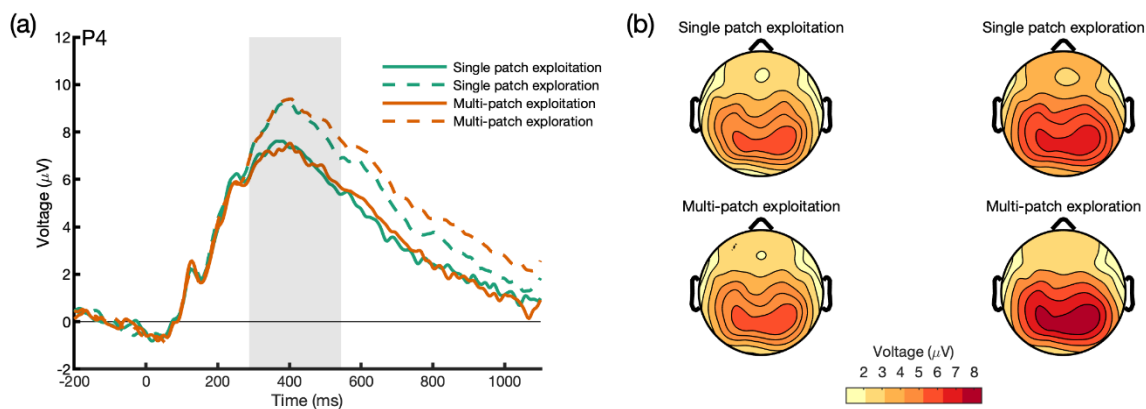 (a)
P4
12
10
8
6
4
2
0
-2
Voltage (μV)
-200
0
200
400
600
800
1000
Time (ms)
Single patch exploitation
Single patch exploration
Multi-patch exploitation
Multi-patch exploration
(b)
Single patch exploitation
Single patch exploration
Multi-patch exploitation
Multi-patch exploration
Voltage (μV)
2 3 4 5 6 7 8